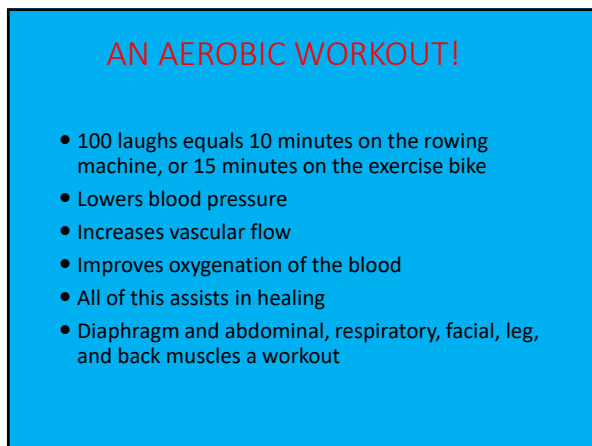 AN AEROBIC WORKOUT!
• 100 laughs equals 10 minutes on the rowing
machine, or 15 minutes on the exercise bike
• Lowers blood pressure
• Increases vascular flow
• Improves oxygenation of the blood
• All of this assists in healing
• Diaphragm and abdominal, respiratory, facial, leg,
and back muscles a workout